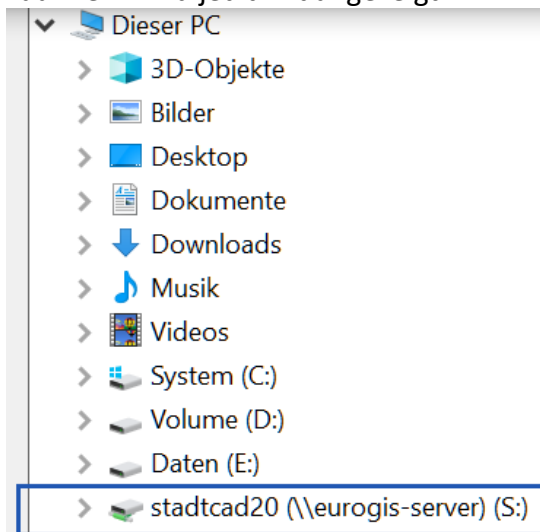 Dieser PC
3D-Objekte
Bilder
Desktop
Dokumente
Downloads
Musik
Videos
System (C:)
Volume (D:)
Daten (E:)
stadtcad20 (\\eurogis-server) (S:)